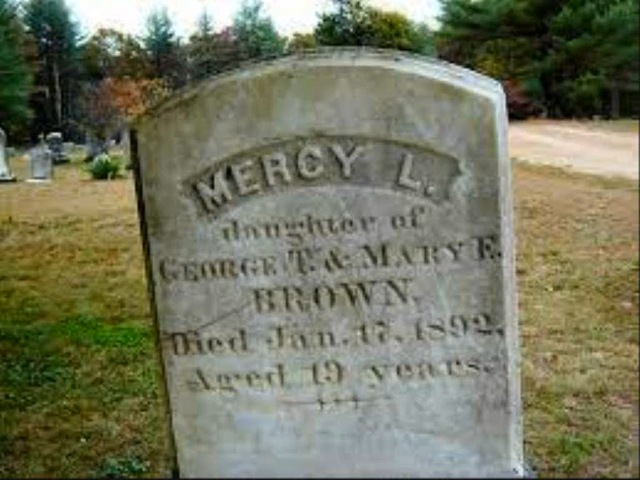 MERCY L.
daughter of
GEORGE T. & MARY E.
BROWN,
Died Jan. 17, 1892,
Aged 19 years.